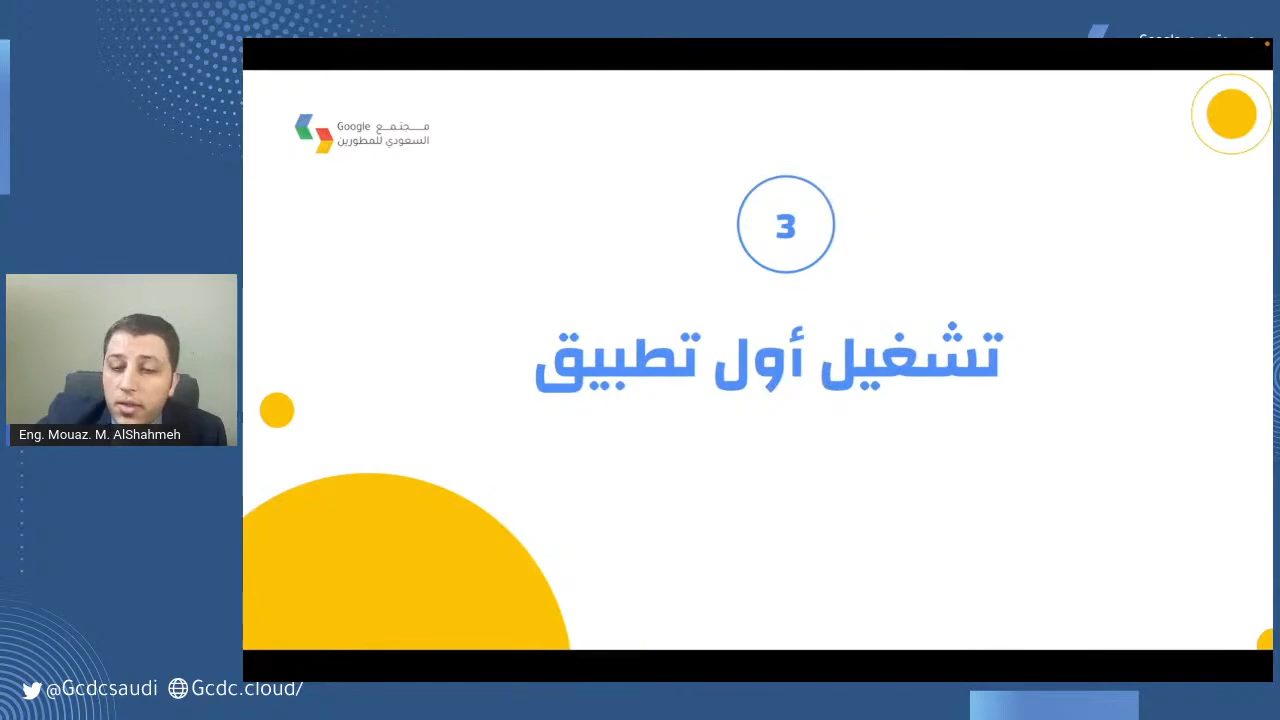 Google مجتمع
السعودي للمطورين
3
تشغيل أول تطبيق
Eng. Mouaz. M. AlShahmeh
@Gcdcsaudi Gcdc.cloud/